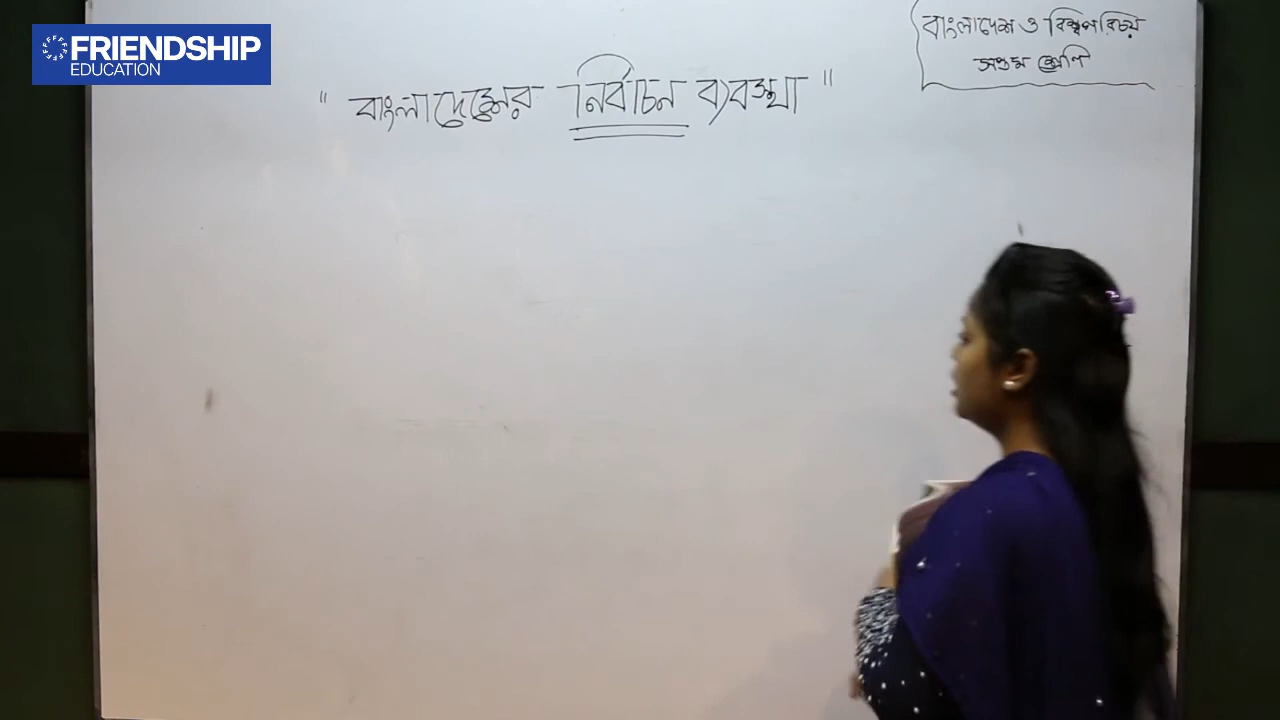 FRIENDSHIP
EDUCATION
বাংলাদেশ ও বিশ্বপরিচয়
সপ্তম শ্রেণি
" বাংলাদেশের নির্বাচন ব্যবস্থা "